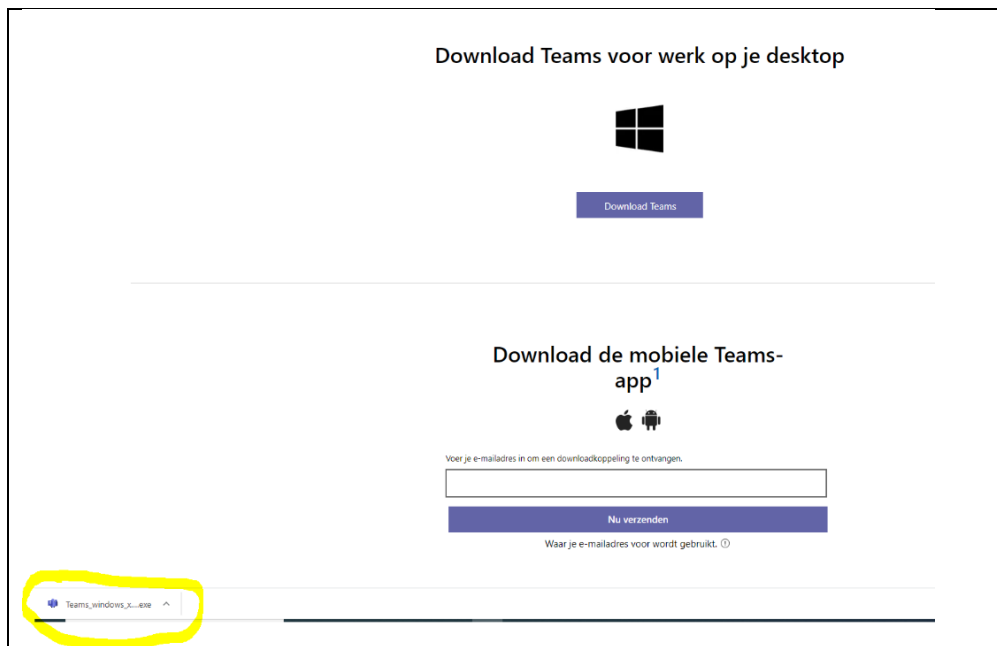 Download Teams voor werk op je desktop
Download Teams
Download de mobiele Teams-
app1
Voer je e-mailadres in om een downloadkoppeling te ontvangen.
Nu verzenden
Waar je e-mailadres voor wordt gebruikt.
Teams_windows_x....exe